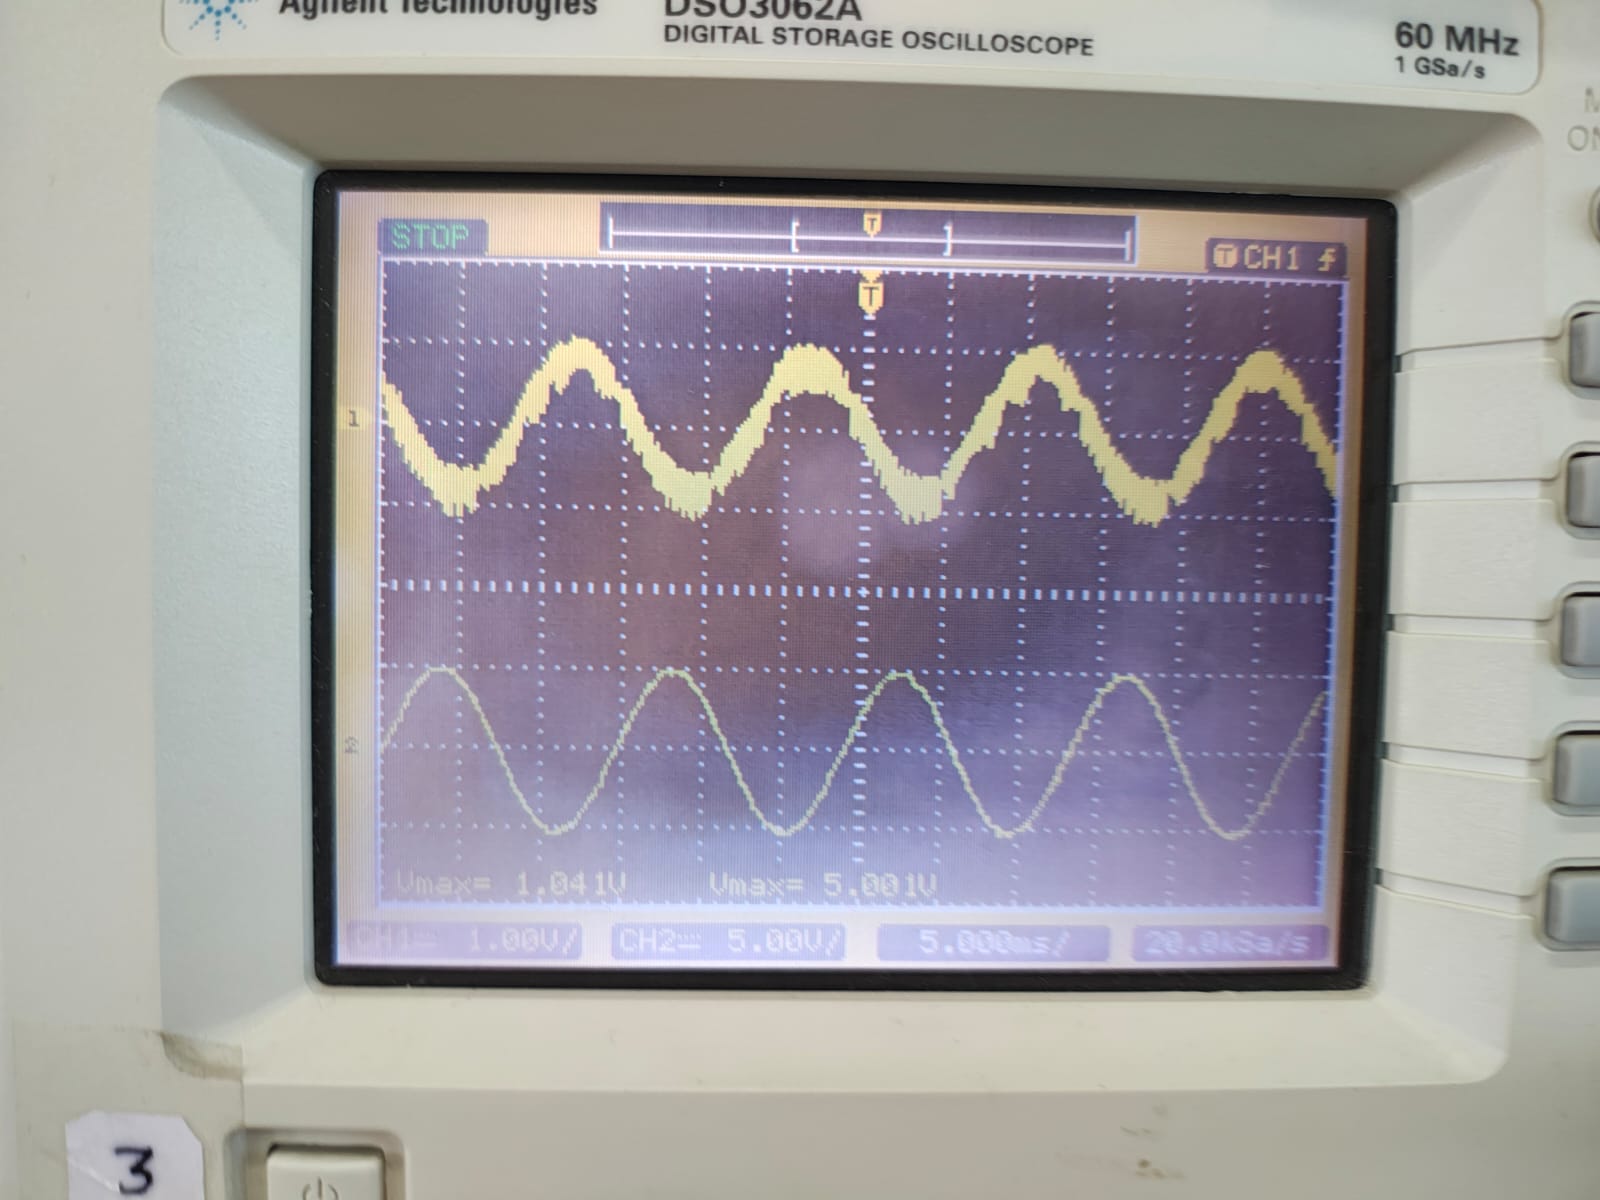 Agilent Technologies
DSO3062A
DIGITAL STORAGE OSCILLOSCOPE
60 MHz
1 GSa/s
STOP
T
T CH1
T
1
2
Vmax= 1.041V Vmax= 5.001V
CH1 1.00V/ CH2 5.00V/ 5.000ms/ 20.0kSa/s
3